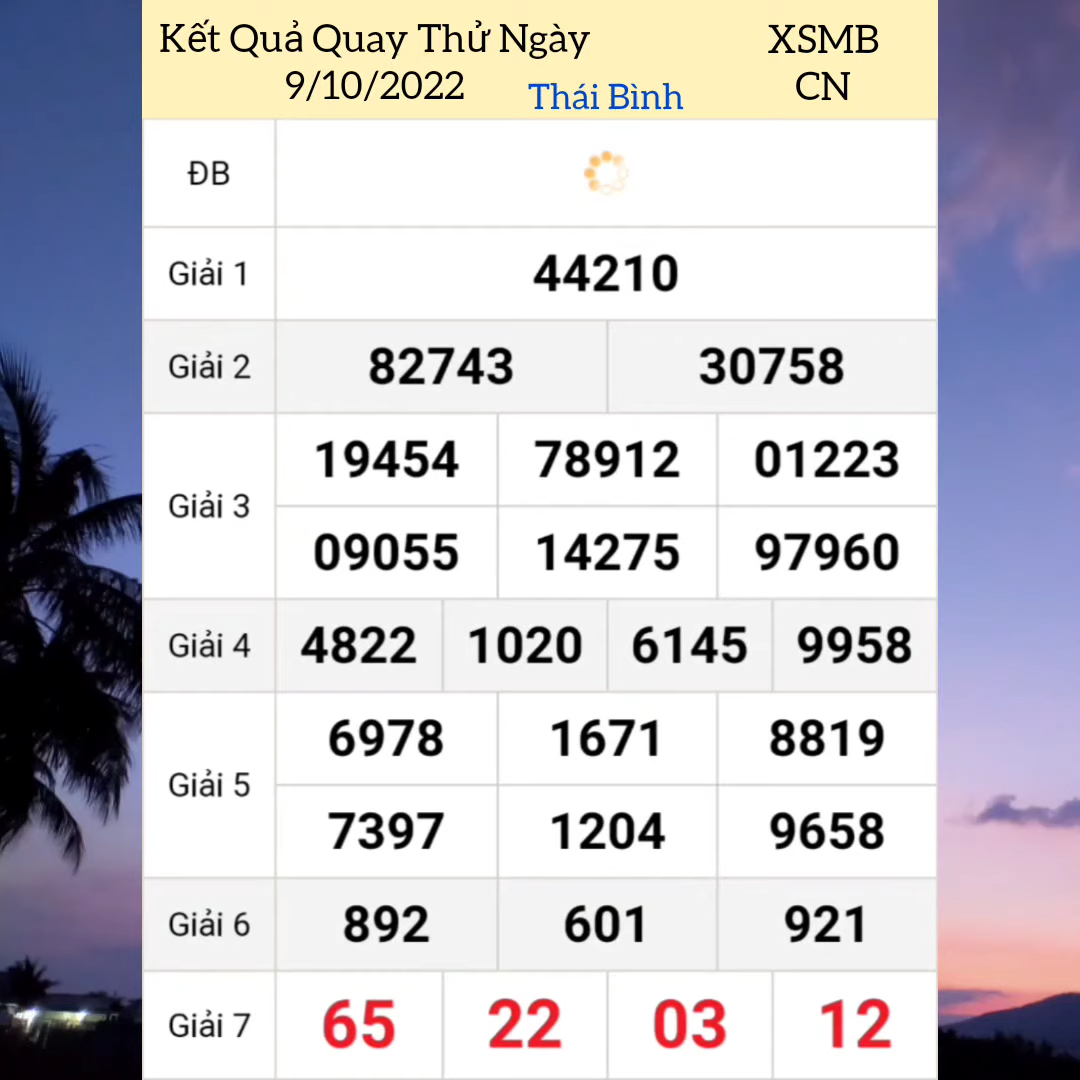 Kết Quả Quay Thử Ngày XSMB
9/10/2022 Thái Bình CN
ĐB
Giải 1 44210
Giải 2 82743 30758
Giải 3 19454 78912 01223
09055 14275 97960
Giải 4 4822 1020 6145 9958
Giải 5 6978 1671 8819
7397 1204 9658
Giải 6 892 601 921
Giải 7 65 22 03 12